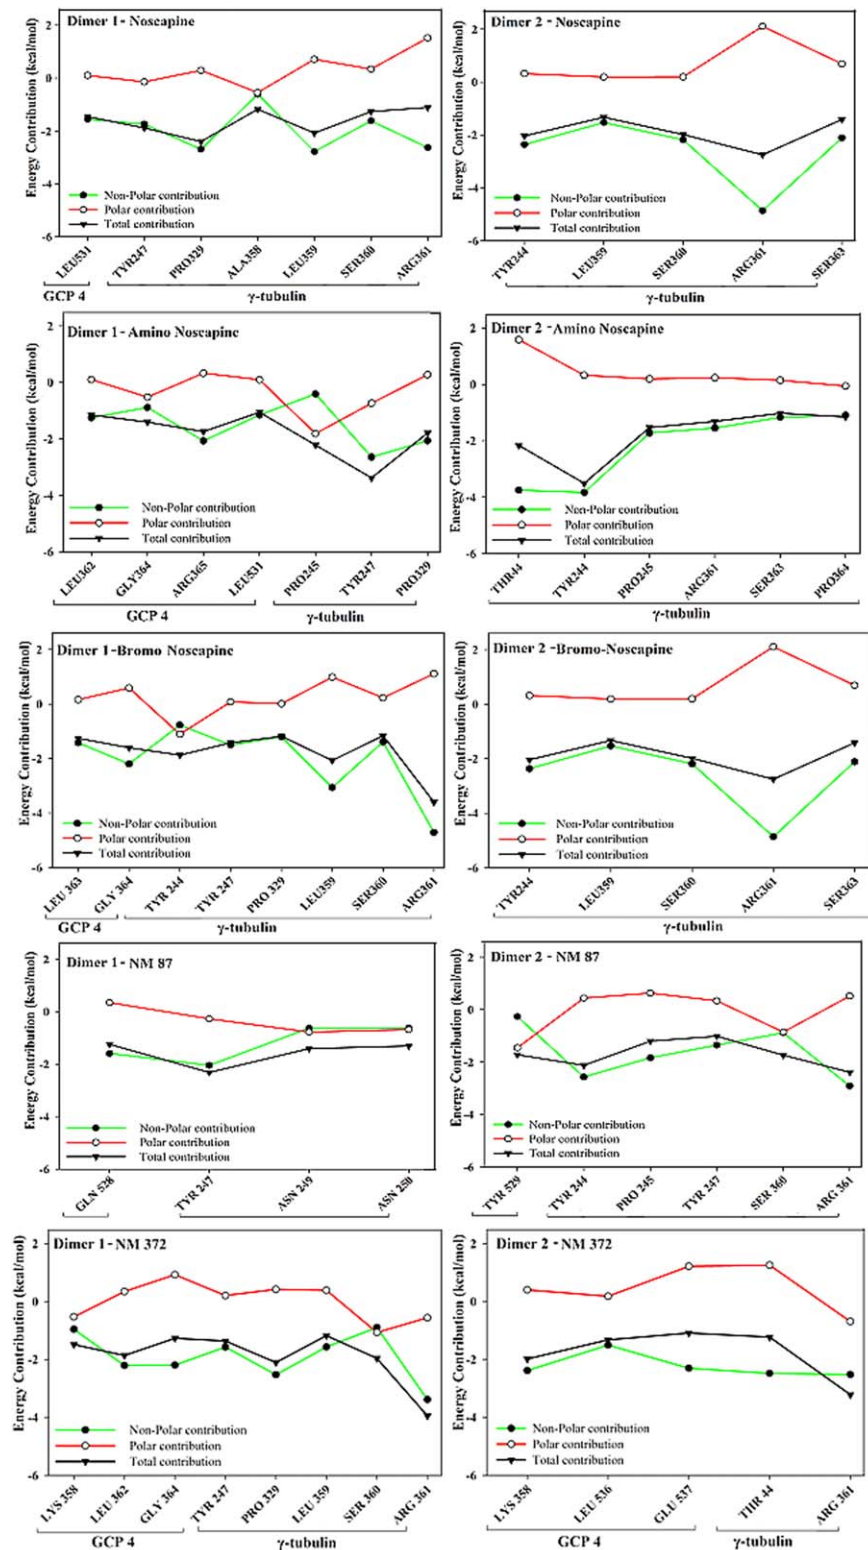 Dimer 1 - Noscapine
Energy Contribution (kcal/mol)
2
0
-2
-4
-6
Non-Polar contribution
Polar contribution
Total contribution
LEU531
TYR247
PRO329
ALA358
LEU359
SER360
ARG361
GCP 4
γ-tubulin
Dimer 2 - Noscapine
Energy Contribution (kcal/mol)
2
0
-2
-4
-6
Non-Polar contribution
Polar contribution
Total contribution
TYR244
LEU359
SER360
ARG361
SER363
γ-tubulin
Dimer 1 - Amino Noscapine
Energy Contribution (kcal/mol)
2
0
-2
-4
-6
Non-Polar contribution
Polar contribution
Total contribution
LEU362
GLY364
ARG365
LEU531
PRO245
TYR247
PRO329
GCP 4
γ-tubulin
Dimer 2 - Amino Noscapine
Energy Contribution (kcal/mol)
2
0
-2
-4
-6
Non-Polar contribution
Polar contribution
Total contribution
THR44
TYR244
PRO245
ARG361
SER363
PRO364
γ-tubulin
Dimer 1-Bromo Noscapine
Energy Contribution (kcal/mol)
2
0
-2
-4
-6
Non-Polar contribution
Polar contribution
Total contribution
LEU 363
GLY 364
TYR 244
TYR 247
PRO 329
LEU359
SER360
ARG361
GCP 4
γ-tubulin
Dimer 2 -Bromo-Noscapine
Energy Contribution (kcal/mol)
2
0
-2
-4
-6
Non-Polar contribution
Polar contribution
Total contribution
TYR244
LEU359
SER360
ARG361
SER363
γ-tubulin
Dimer 1 - NM 87
Energy Contribution (kcal/mol)
2
0
-2
-4
-6
Non-Polar contribution
Polar contribution
Total contribution
GLN 528
TYR 247
ASN 249
ASN 250
GCP 4
γ-tubulin
Dimer 2 - NM 87
Energy Contribution (kcal/mol)
2
0
-2
-4
-6
Non-Polar contribution
Polar contribution
Total contribution
TYR 529
TYR 244
PRO 245
TYR 247
SER 360
ARG 361
GCP 4
γ-tubulin
Dimer 1 - NM 372
Energy Contribution (kcal/mol)
2
0
-2
-4
-6
Non-Polar contribution
Polar contribution
Total contribution
LYS 358
LEU 362
GLY 364
TYR 247
PRO 329
LEU 359
SER 360
ARG 361
GCP 4
γ-tubulin
Dimer 2 - NM 372
Energy Contribution (kcal/mol)
2
0
-2
-4
-6
Non-Polar contribution
Polar contribution
Total contribution
LYS 358
LEU 536
GLU 537
THR 44
ARG 361
GCP 4
γ-tubulin